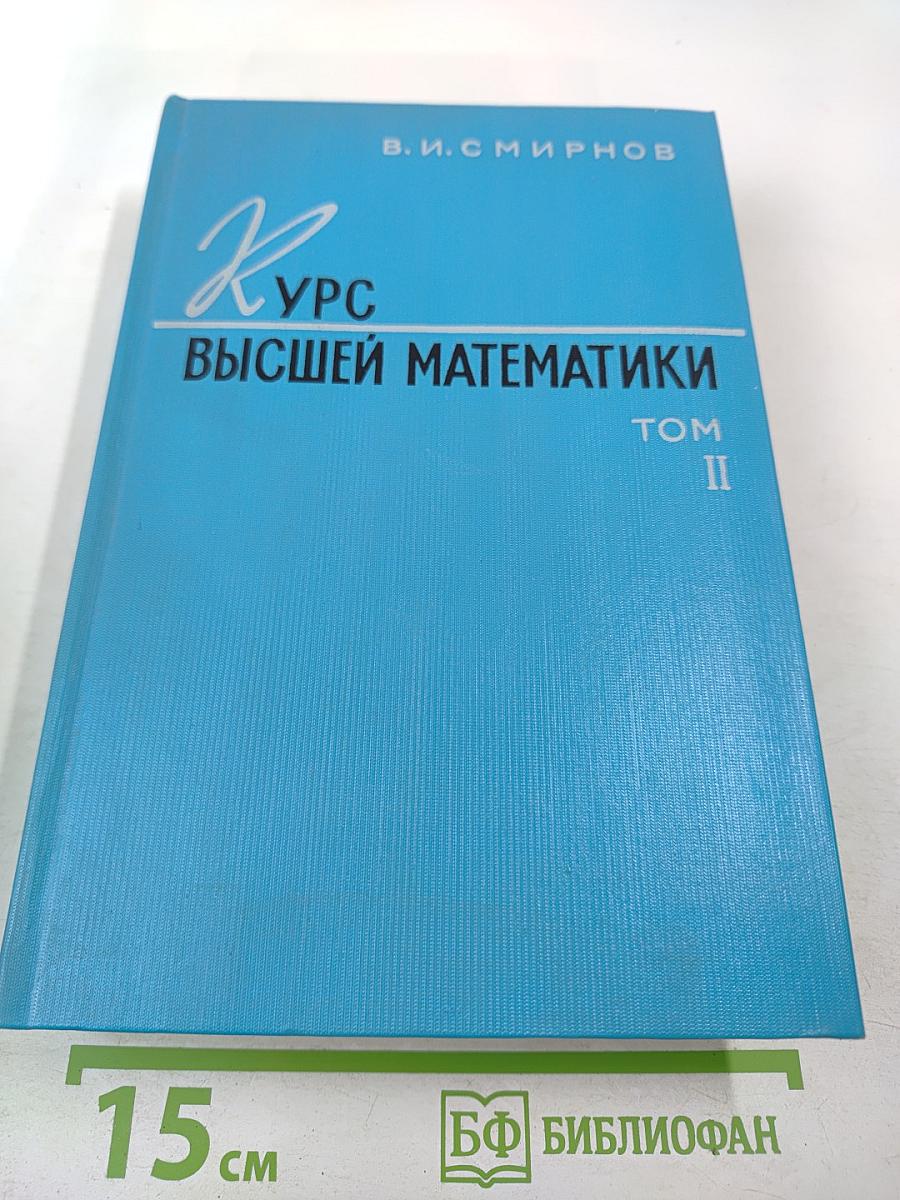 В. И. СМИРНОВ
Курс
ВЫСШЕЙ МАТЕМАТИКИ
ТОМ
II
15 см
БФ БИБЛИОФАН